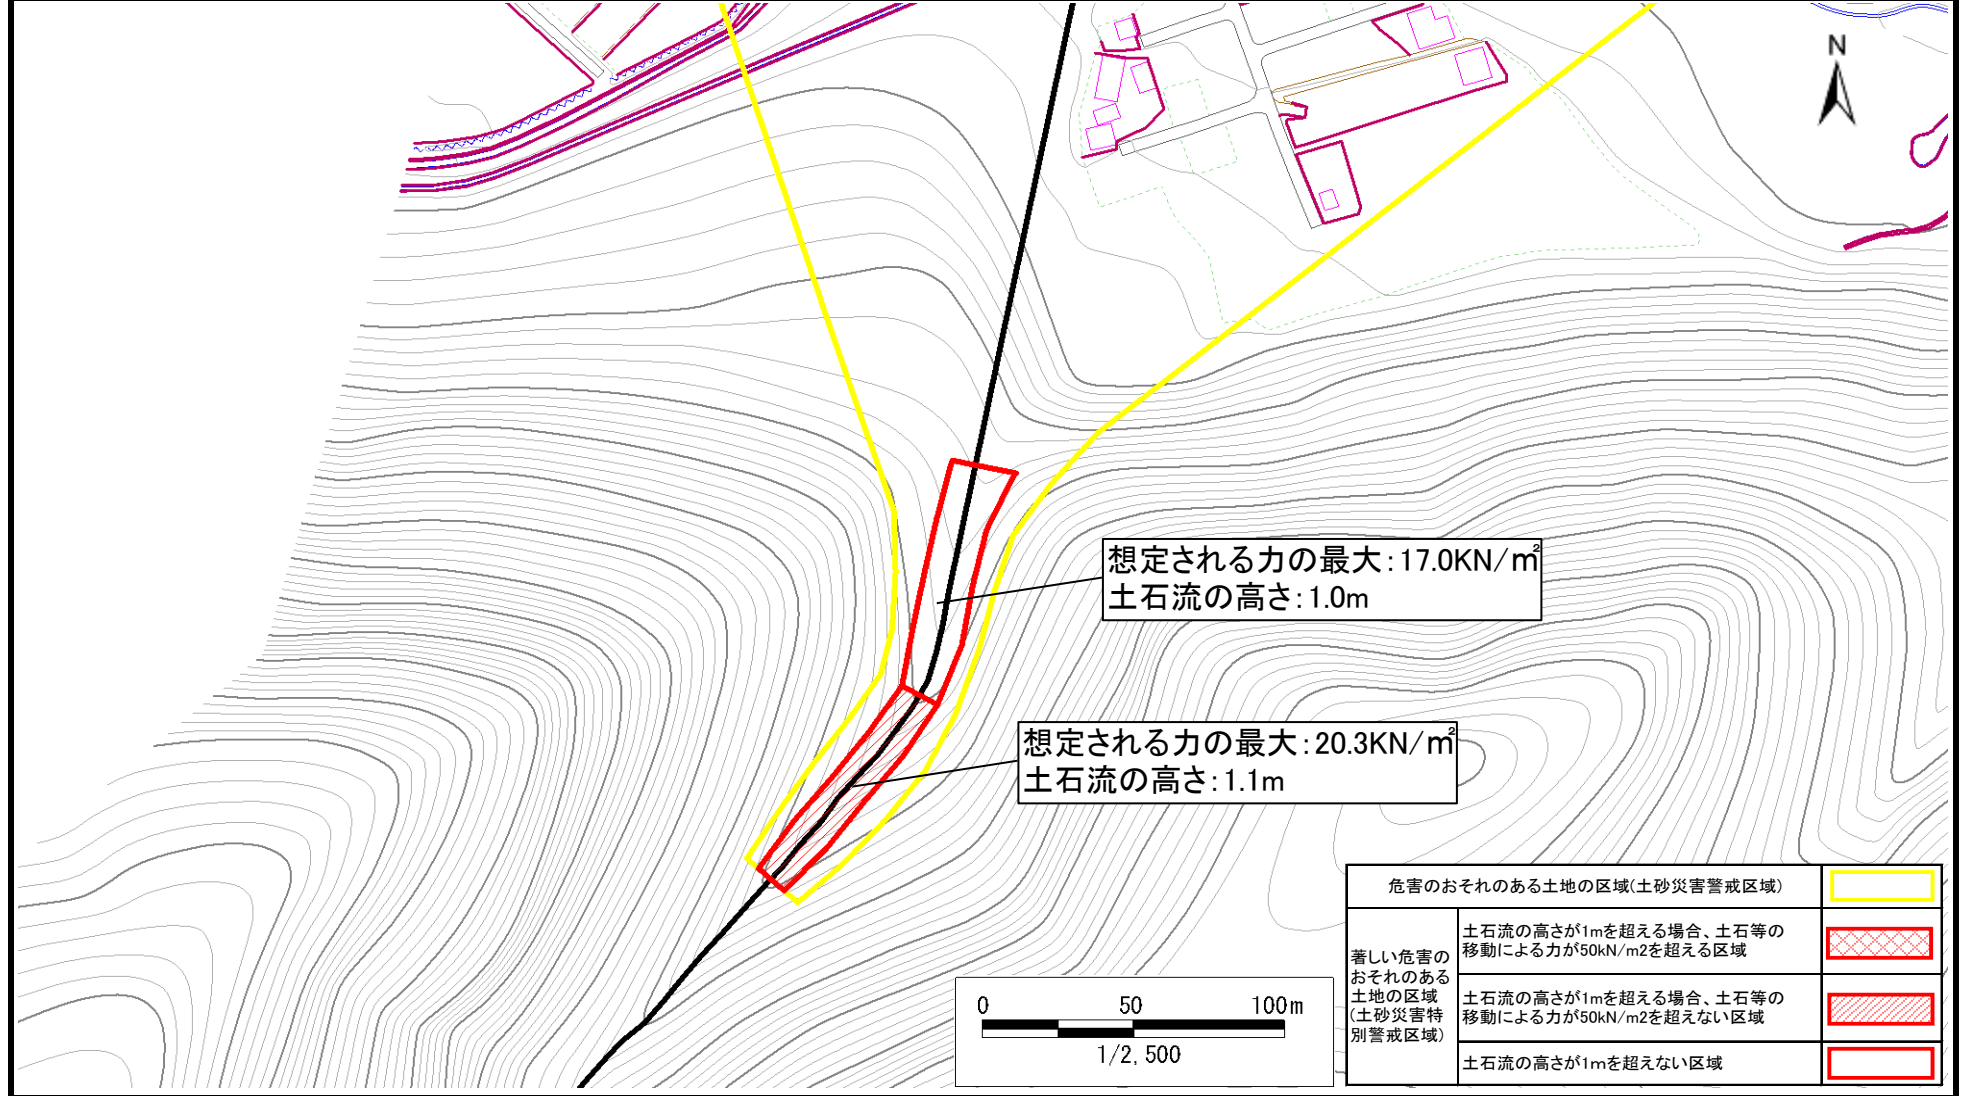 N
想定される力の最大:17.0KN/㎡
土石流の高さ:1.0m
想定される力の最大:20.3KN/㎡
土石流の高さ:1.1m
0 50 100m
1/2,500
危害のおそれのある土地の区域(土砂災害警戒区域)
著しい危害の
おそれのある
土地の区域
(土砂災害特
別警戒区域)
土石流の高さが1mを超える場合、土石等の
移動による力が50kN/m2を超える区域
土石流の高さが1mを超える場合、土石等の
移動による力が50kN/m2を超えない区域
土石流の高さが1mを超えない区域